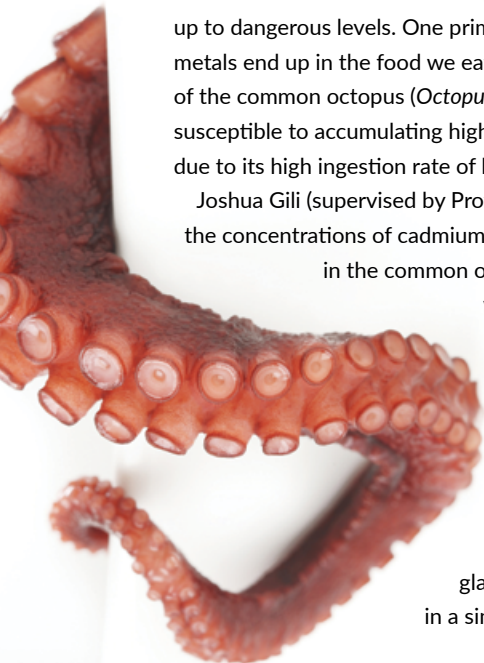 up to dangerous levels. One prim
metals end up in the food we ea
of the common octopus (Octopu
susceptible to accumulating high
due to its high ingestion rate of
Joshua Gili (supervised by Pro
the concentrations of cadmium
in the common o
gla
in a sin